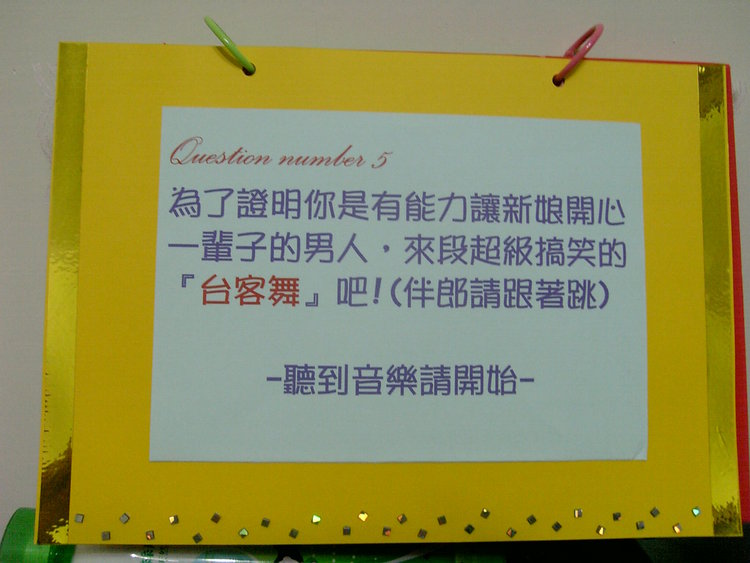 Question number 5
為了證明你是有能力讓新娘開心
一輩子的男人，來段超級搞笑的
『台客舞』吧!(伴郎請跟著跳)
-聽到音樂請開始-